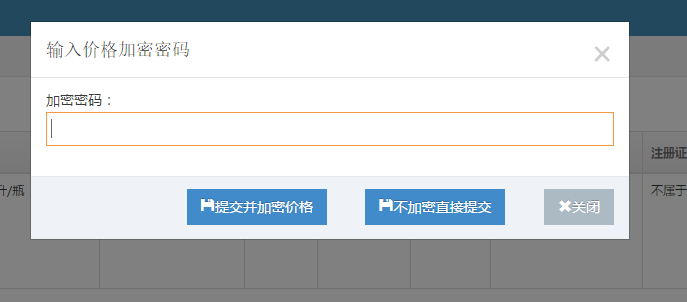 输入价格加密密码
×
加密密码：
注册证
升/瓶
不属于
提交并加密价格
不加密直接提交
关闭